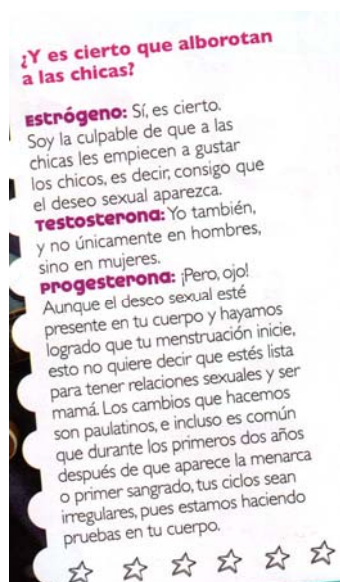 ¿Y es cierto que alborotan
a las chicas?
Estrógeno: Sí, es cierto.
Soy la culpable de que a las
chicas les empiecen a gustar
los chicos, es decir, consigo que
el deseo sexual aparezca.
Testosterona: Yo también,
y no únicamente en hombres,
sino en mujeres.
Progesterona: ¡Pero, ojo!
Aunque el deseo sexual esté
presente en tu cuerpo y hayamos
logrado que tu menstruación inicie,
esto no quiere decir que estés lista
para tener relaciones sexuales y ser
mamá. Los cambios que hacemos
son paulatinos, e incluso es común
que durante los primeros dos años
después de que aparece la menarca
o primer sangrado, tus ciclos sean
irregulares, pues estamos haciendo
pruebas en tu cuerpo.